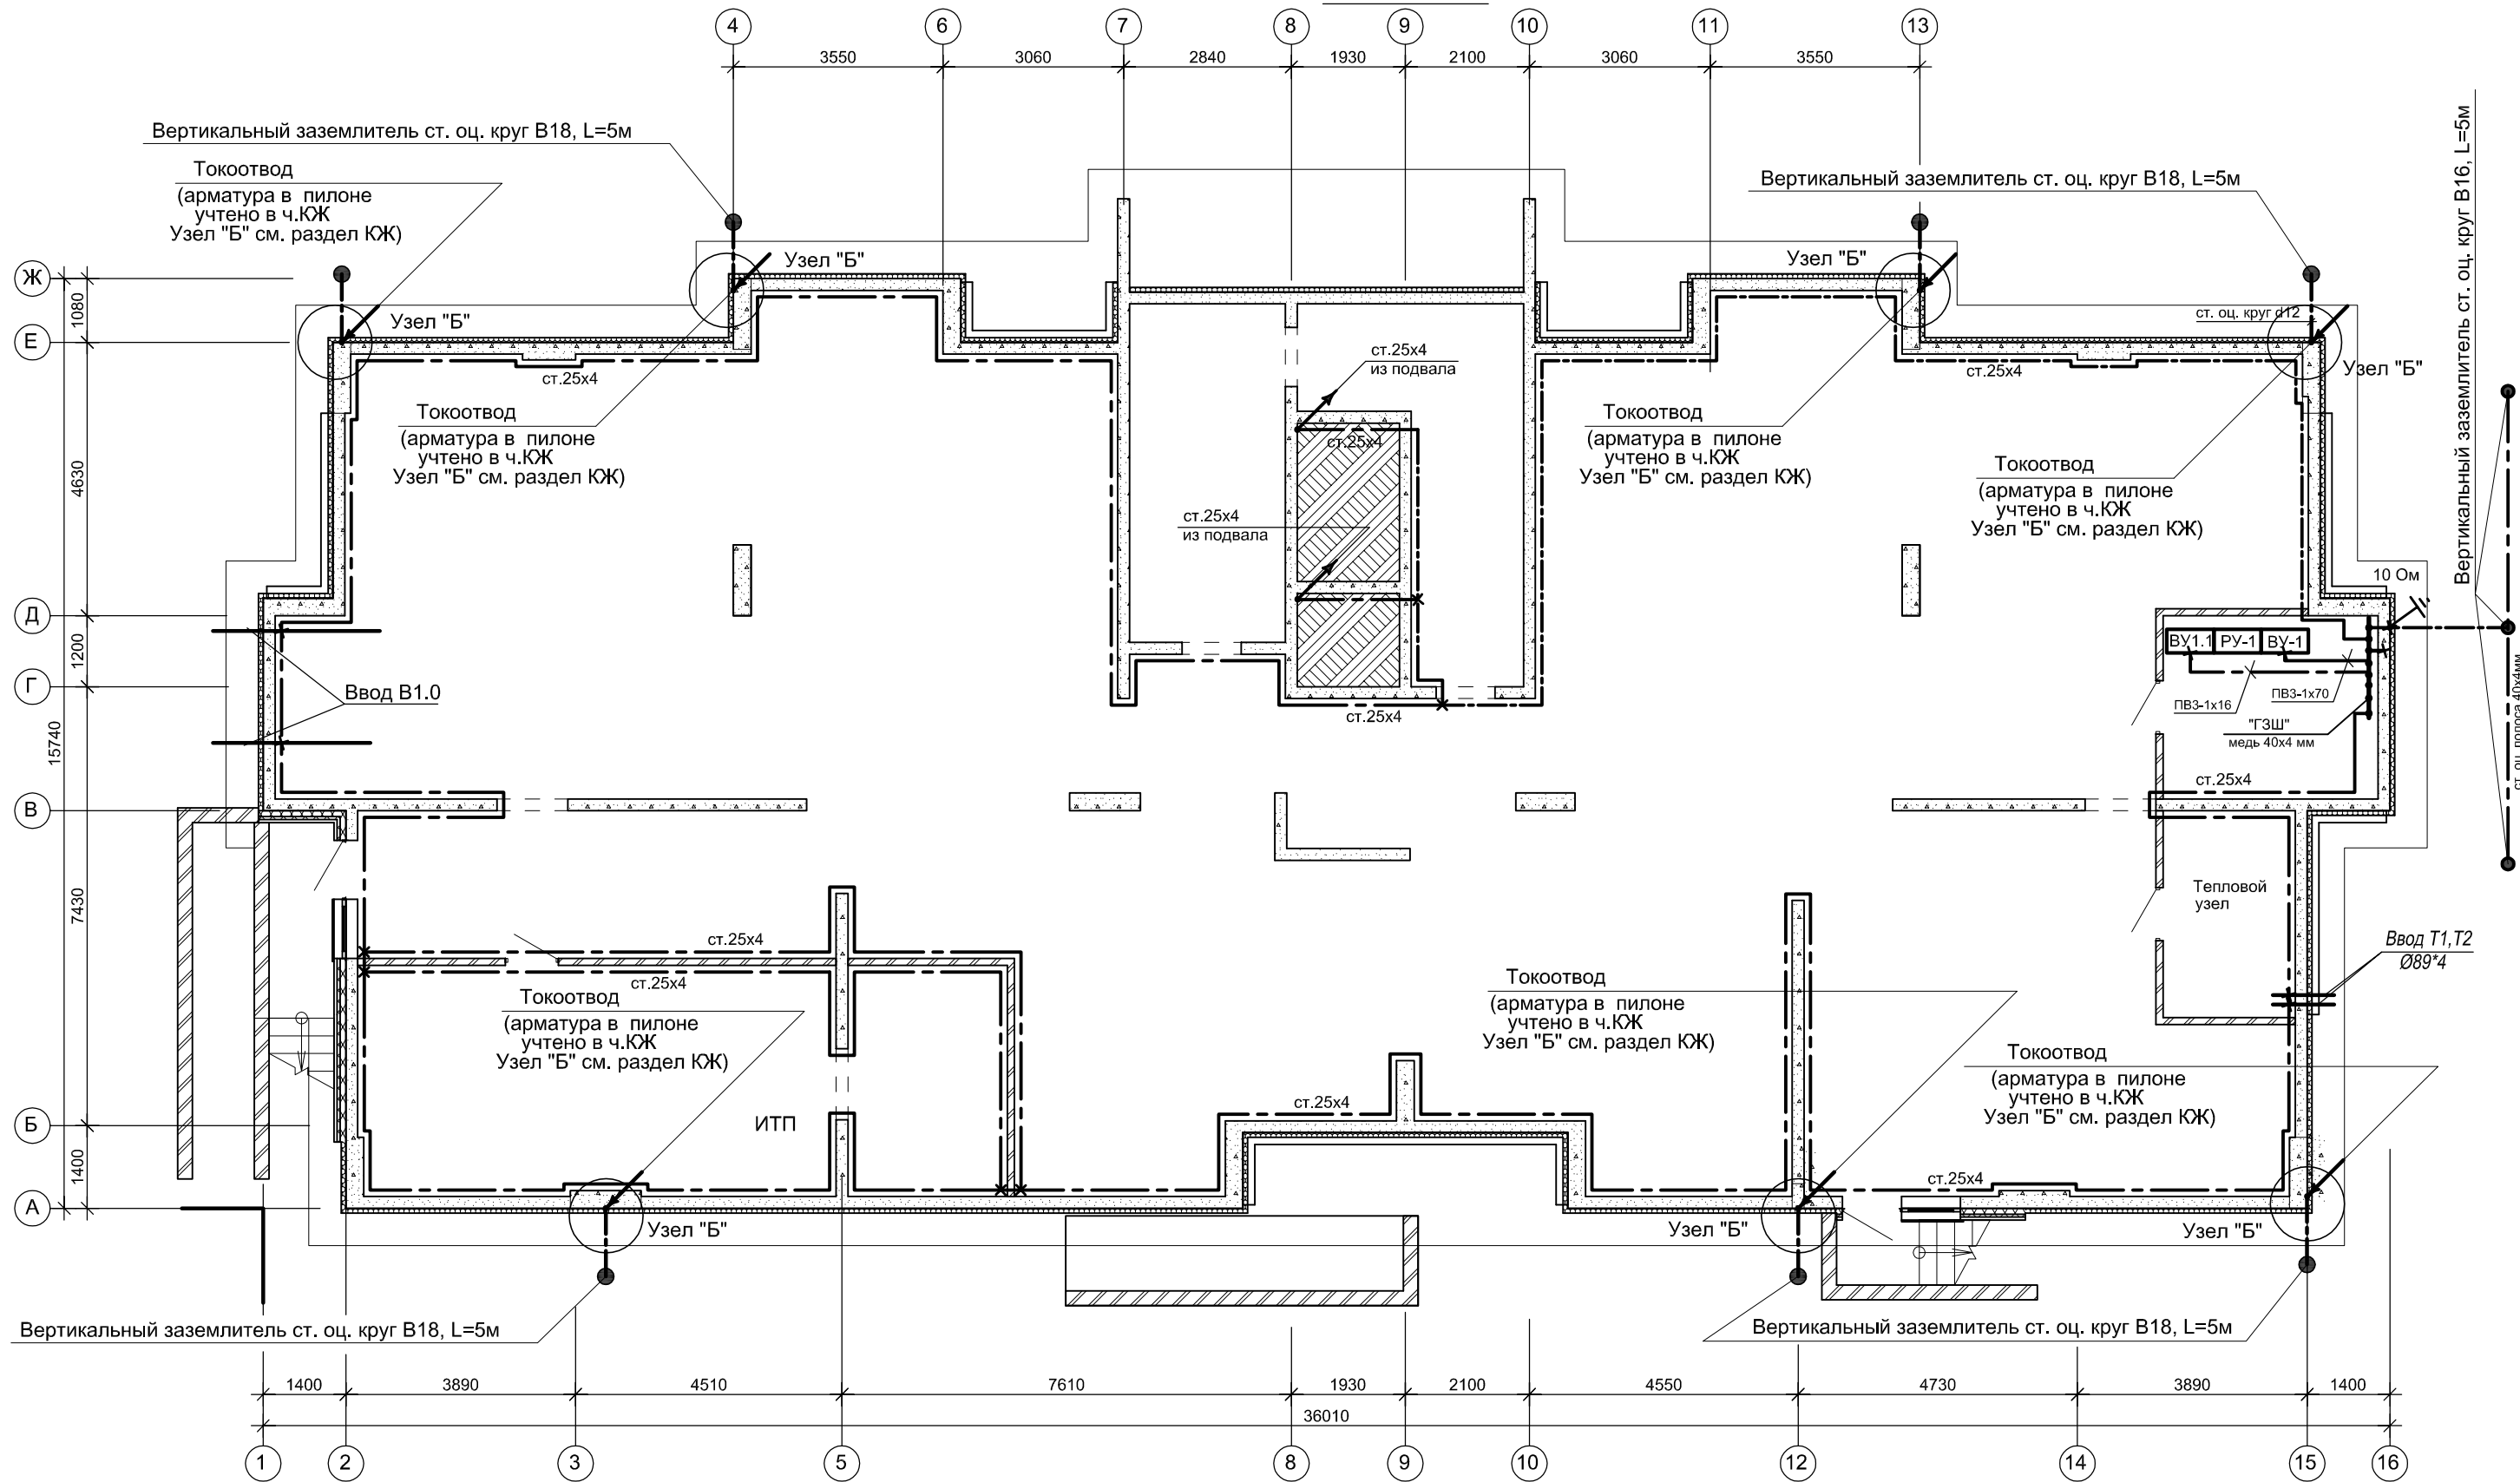 4
6
7
8
9
10
11
13
3550
3060
2840
1930
2100
3060
3550
Вертикальный заземлитель ст. оц. круг В18, L=5м
Токоотвод
(арматура в пилоне
учтено в ч.КЖ
Узел "Б" см. раздел КЖ)
Вертикальный заземлитель ст. оц. круг В18, L=5м
Вертикальный заземлитель ст. оц. круг В16, L=5м
Узел "Б"
Узел "Б"
Узел "Б"
Узел "Б"
ст. оц. круг d12
Ж
Е
Д
Г
В
Б
А
1080
4630
1200
7430
1400
15740
ст.25х4
Токоотвод
(арматура в пилоне
учтено в ч.КЖ
Узел "Б" см. раздел КЖ)
ст.25х4
из подвала
ст.25х4
ст.25х4
из подвала
Токоотвод
(арматура в пилоне
учтено в ч.КЖ
Узел "Б" см. раздел КЖ)
ст.25х4
Токоотвод
(арматура в пилоне
учтено в ч.КЖ
Узел "Б" см. раздел КЖ)
10 Ом
ВУ1.1
РУ-1
ВУ-1
ПВ3-1х16
ПВ3-1х70
"ГЗШ"
медь 40х4 мм
ст. оц. полоса 40х4мм
Ввод В1.0
ст.25х4
ст.25х4
Тепловой
узел
Ввод Т1,Т2
Ø89*4
ст.25х4
ст.25х4
Токоотвод
(арматура в пилоне
учтено в ч.КЖ
Узел "Б" см. раздел КЖ)
ИТП
ст.25х4
Токоотвод
(арматура в пилоне
учтено в ч.КЖ
Узел "Б" см. раздел КЖ)
Токоотвод
(арматура в пилоне
учтено в ч.КЖ
Узел "Б" см. раздел КЖ)
ст.25х4
Узел "Б"
Узел "Б"
Узел "Б"
Вертикальный заземлитель ст. оц. круг В18, L=5м
Вертикальный заземлитель ст. оц. круг В18, L=5м
1400
3890
4510
7610
1930
2100
4550
4730
3890
1400
36010
1
2
3
5
8
9
10
12
14
15
16